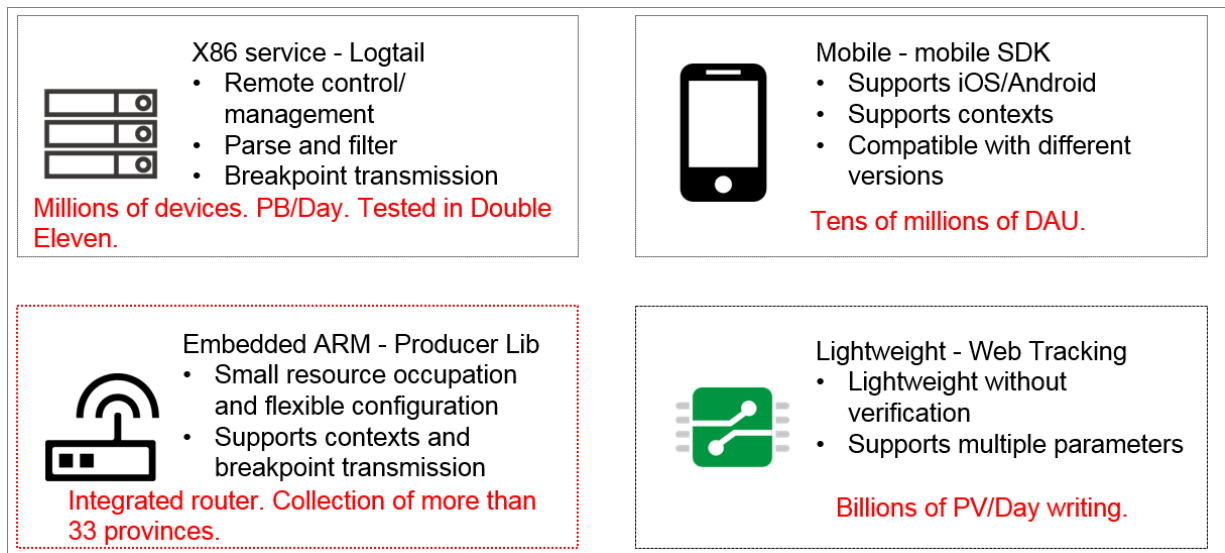 X86 service - Logtail
• Remote control/
management
• Parse and filter
• Breakpoint transmission
Millions of devices. PB/Day. Tested in Double
Eleven.
Mobile - mobile SDK
• Supports iOS/Android
• Supports contexts
• Compatible with different
versions
Tens of millions of DAU.
Embedded ARM - Producer Lib
• Small resource occupation
and flexible configuration
• Supports contexts and
breakpoint transmission
Integrated router. Collection of more than
33 provinces.
Lightweight - Web Tracking
• Lightweight without
verification
• Supports multiple parameters
Billions of PV/Day writing.